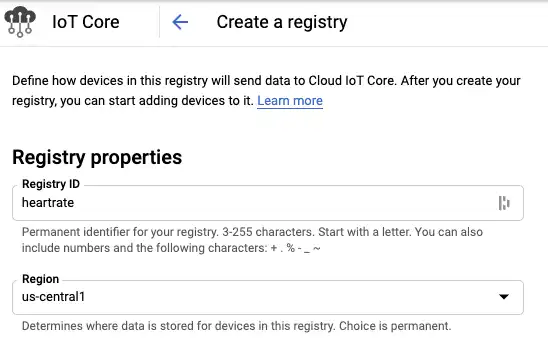 IoT Core
Create a registry
Define how devices in this registry will send data to Cloud IoT Core. After you create your
registry, you can start adding devices to it. Learn more
Registry properties
Registry ID
heartrate
Permanent identifier for your registry. 3-255 characters. Start with a letter. You can also
include numbers and the following characters: + . % - _ ~
Region
us-central1
Determines where data is stored for devices in this registry. Choice is permanent.